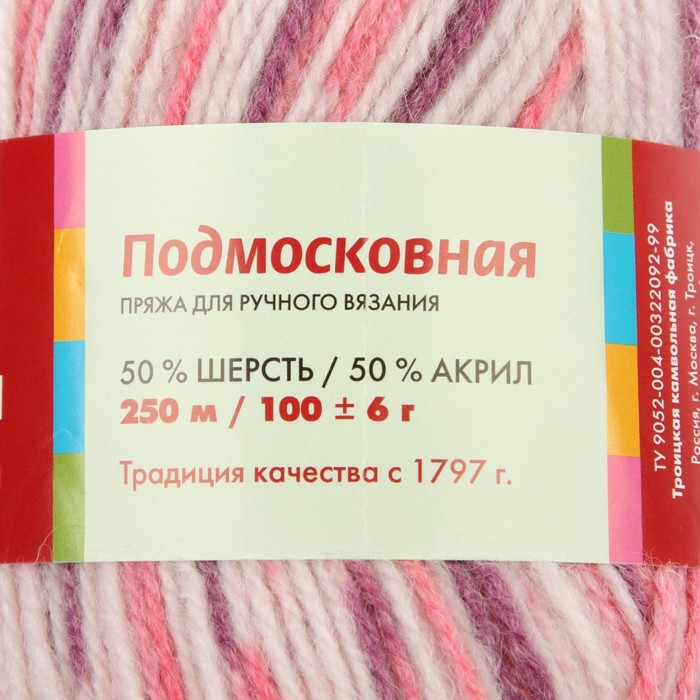 Подмосковная
ПРЯЖА ДЛЯ РУЧНОГО ВЯЗАНИЯ
50 % ШЕРСТЬ / 50 % АКРИЛ
250 м / 100 ± 6 г
Традиция качества с 1797 г.
ТУ 9052-004-00322092-99
Троицкая камвольная фабрика
Россия, г. Москва, г. Троицк,